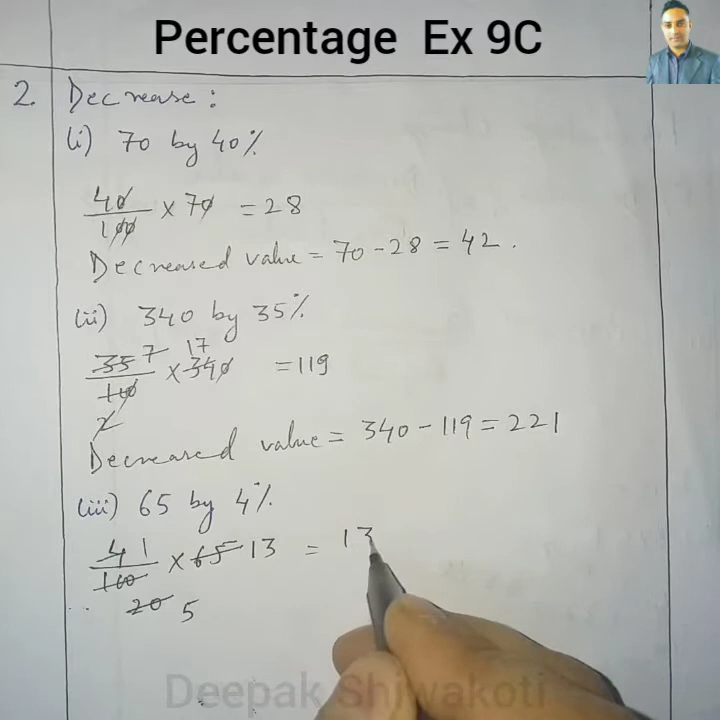 Percentage Ex 9C
2. Decrease:
(i) 70 by 40%
40/100 × 70 = 28
Decreased value = 70 - 28 = 42.
(ii) 340 by 35%
7 17
35/100 × 340 = 119
2
Decreased value = 340 - 119 = 221
(iii) 65 by 4%
4 1/100 × 65 13 = 13
20 5
Deepak Shiwakoti